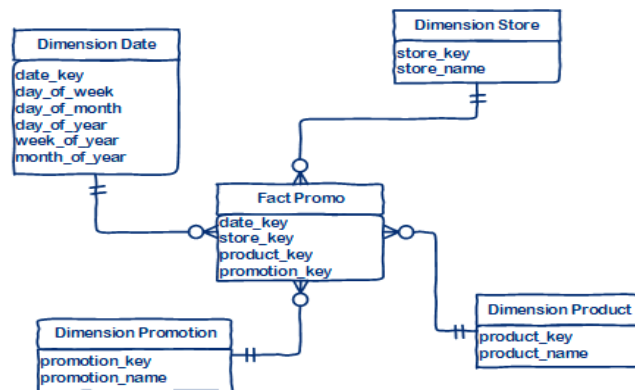 Dimension Date
date_key
day_of_week
day_of_month
day_of_year
week_of_year
month_of_year
Dimension Store
store_key
store_name
Fact Promo
date_key
store_key
product_key
promotion_key
Dimension Promotion
promotion_key
promotion_name
Dimension Product
product_key
product_name